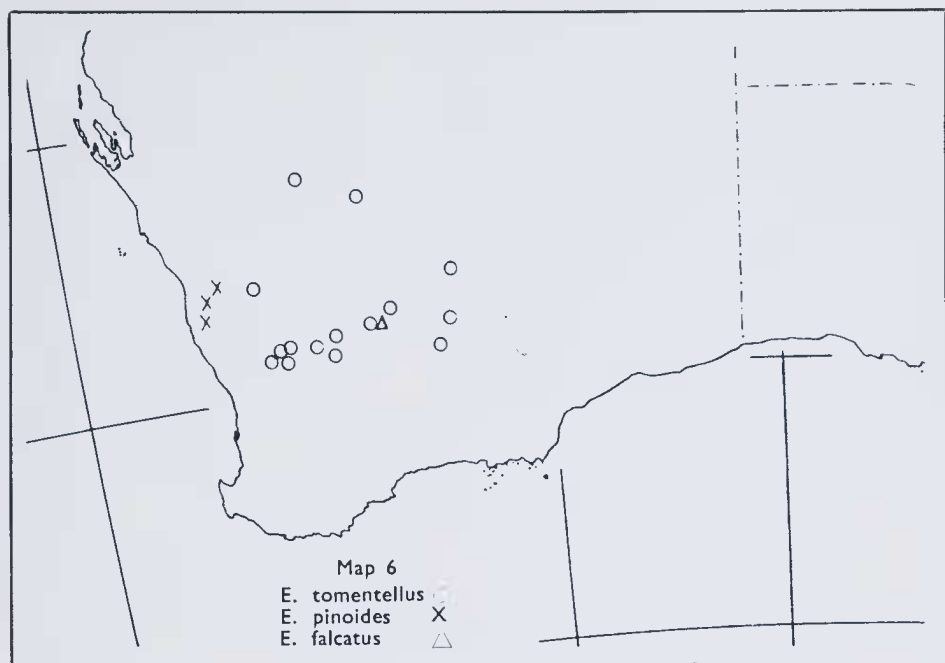 Map 6
E. tomentellus ○
E. pinoides X
E. falcatus △